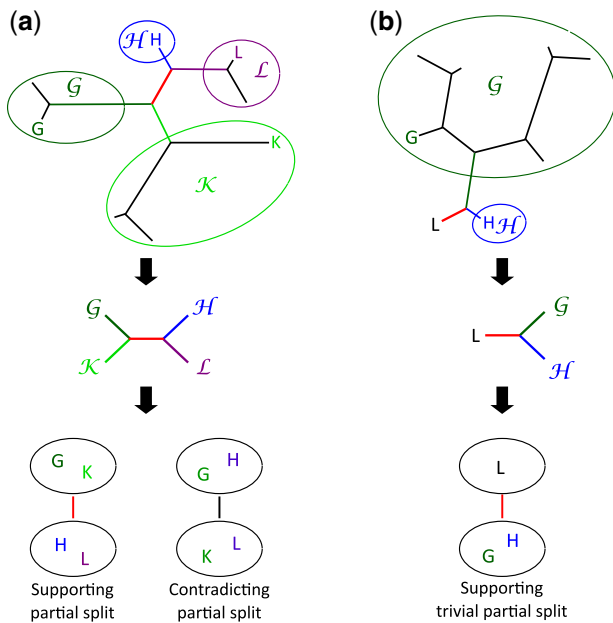 (a)
(b)
ℋ H
L
ℒ
𝒢
G
K
𝒦
𝒢
G
L
H ℋ
𝒢
ℋ
𝒦
ℒ
𝒢
L
ℋ
G
K
H
G
L
H
L
K
L
H
G
Supporting
partial split
Contradicting
partial split
Supporting
trivial partial split